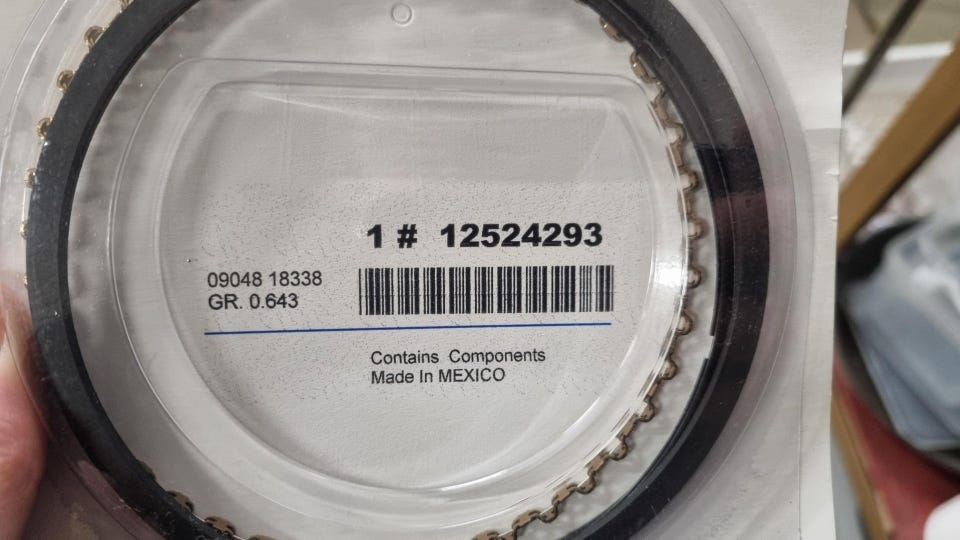 1 # 12524293
09048 18338
GR. 0.643
Contains Components
Made In MEXICO